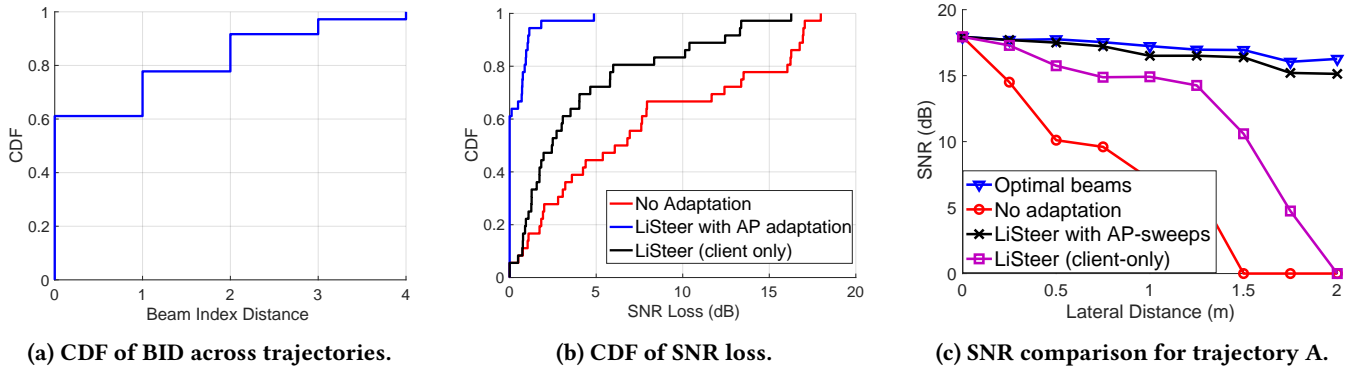 1
0.8
0.6
0.4
0.2
0
CDF
0
1
2
3
4
Beam Index Distance
(a) CDF of BID across trajectories.
1
0.8
0.6
0.4
0.2
0
CDF
No Adaptation
LiSteer with AP adaptation
LiSteer (client only)
0
5
10
15
20
SNR Loss (dB)
(b) CDF of SNR loss.
20
15
10
5
0
SNR (dB)
Optimal beams
No adaptation
LiSteer with AP-sweeps
LiSteer (client-only)
0
0.5
1
1.5
2
Lateral Distance (m)
(c) SNR comparison for trajectory A.